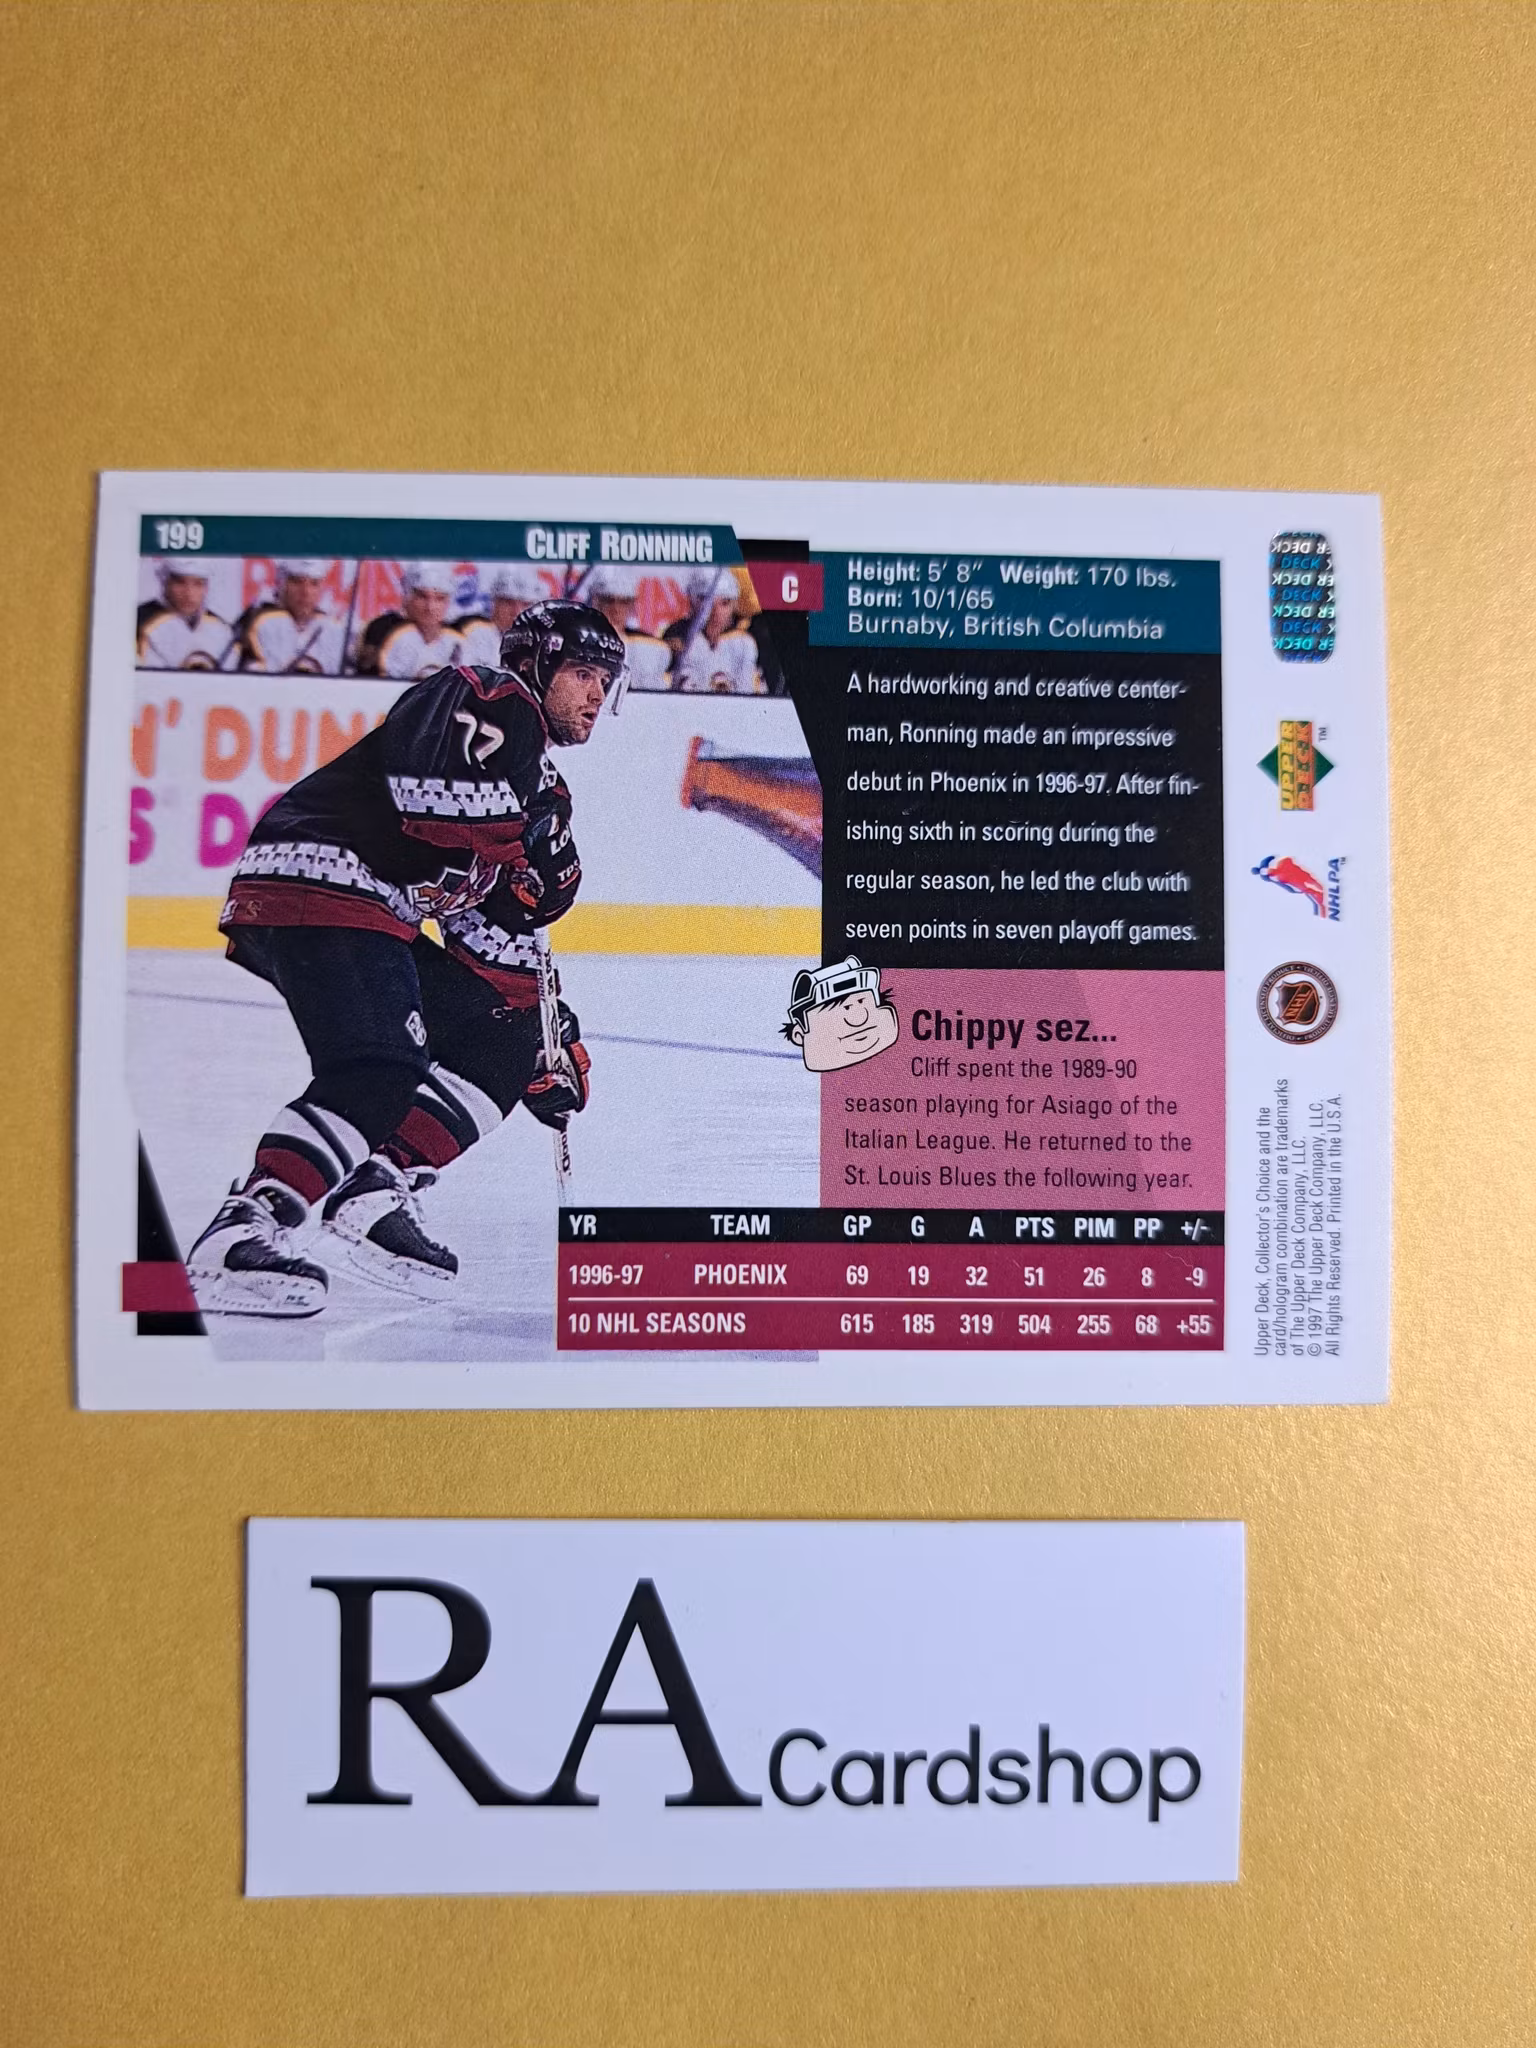 199
CLIFF RONNING
C
Height: 5' 8" Weight: 170 lbs.
Born: 10/1/65
Burnaby, British Columbia
A hardworking and creative center-
man, Ronning made an impressive
debut in Phoenix in 1996-97. After fin-
ishing sixth in scoring during the
regular season, he led the club with
seven points in seven playoff games.
Chippy sez...
Cliff spent the 1989-90
season playing for Asiago of the
Italian League. He returned to the
St. Louis Blues the following year.
YR TEAM GP G A PTS PIM PP +/-
1996-97 PHOENIX 69 19 32 51 26 8 -9
10 NHL SEASONS 615 185 319 504 255 68 +55
77
N' DUN
S D
UPPER
DECK
TM
NHLPA
NHL
Upper Deck, Collector's Choice and the
card/hologram combination are trademarks
of The Upper Deck Company, LLC.
© 1997 The Upper Deck Company, LLC.
All Rights Reserved. Printed in the U.S.A.
RA Cardshop